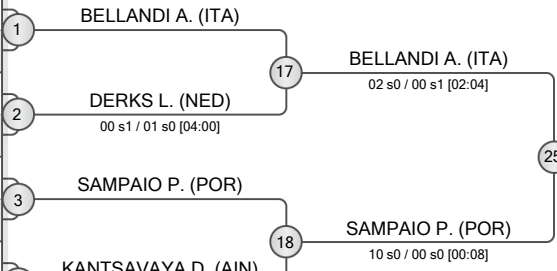 BELLANDI A. (ITA)
1
17
BELLANDI A. (ITA)
02 s0 / 00 s1 [02:04]
DERKS L. (NED)
2
00 s1 / 01 s0 [04:00]
25
SAMPAIO P. (POR)
3
18
SAMPAIO P. (POR)
10 s0 / 00 s0 [00:08]
KANTSAVAYA D. (AIN)